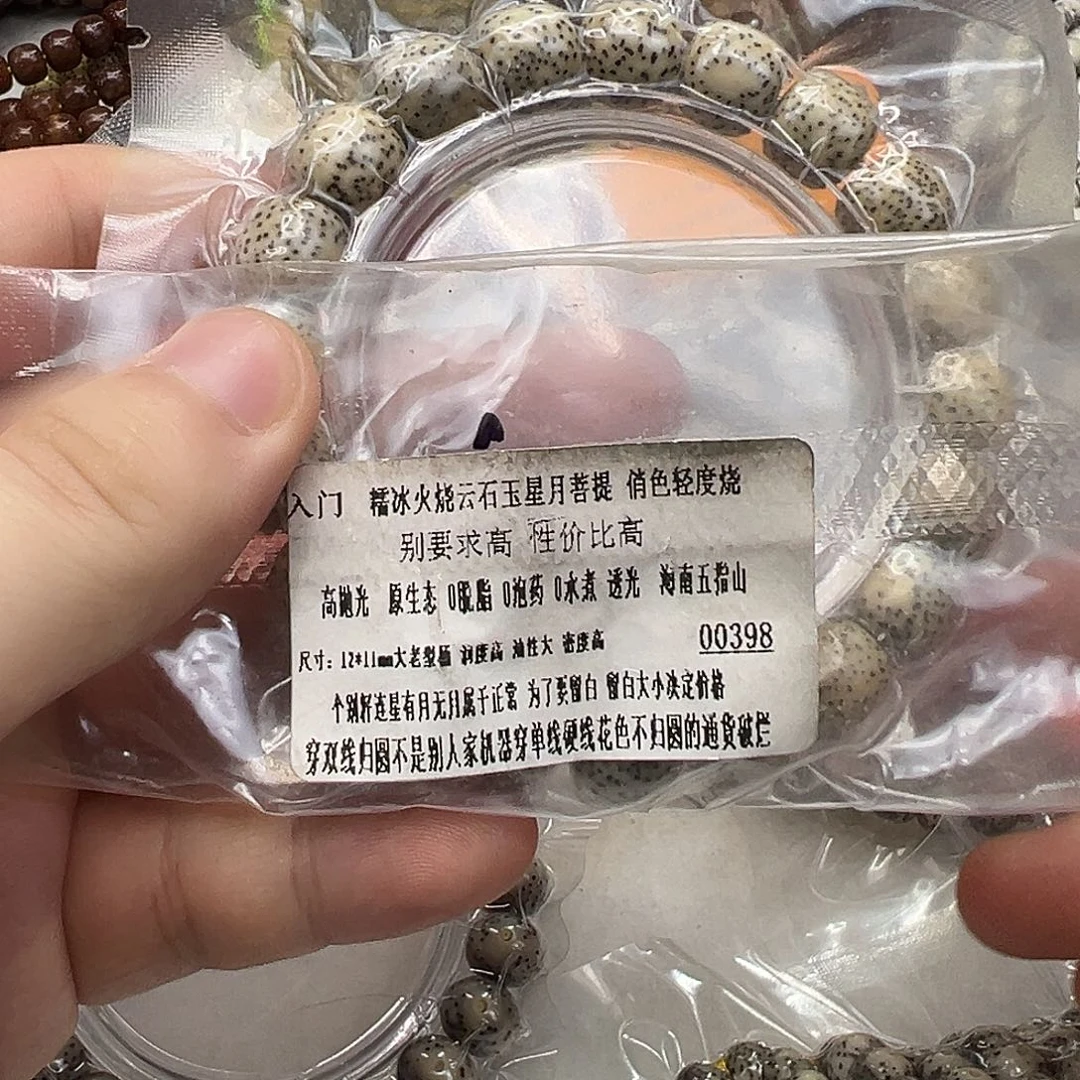 入门 糯冰火烧云石玉星月菩提 俏色轻度烧
别要求高 性价比高
高抛光 原生态 0脱脂 0泡药 0水煮 透光 海南五指山
00398
尺寸：12*11mm大老型桶 润度高 油性大 密度高
个别籽连星有月无月属于正常 为了要留白 留白大小决定价格
穿双线归圆不是别人家机器穿单线硬线花色不归圆的通货破烂